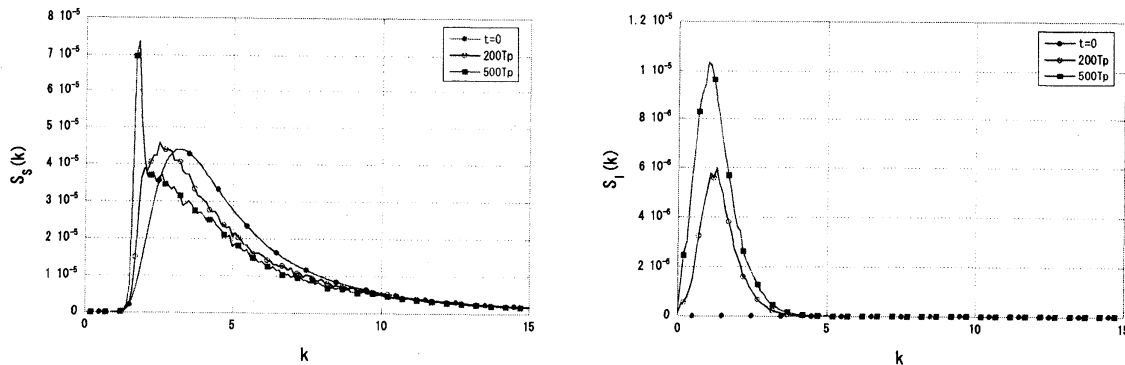 8 10⁻⁵
7 10⁻⁵
6 10⁻⁵
5 10⁻⁵
4 10⁻⁵
3 10⁻⁵
2 10⁻⁵
1 10⁻⁵
0
S_S(k)
t=0
200Tp
500Tp
0 5 10 15
k
1.2 10⁻⁵
1 10⁻⁵
8 10⁻⁶
6 10⁻⁶
4 10⁻⁶
2 10⁻⁶
0
S_I(k)
t=0
200Tp
500Tp
0 5 10 15
k